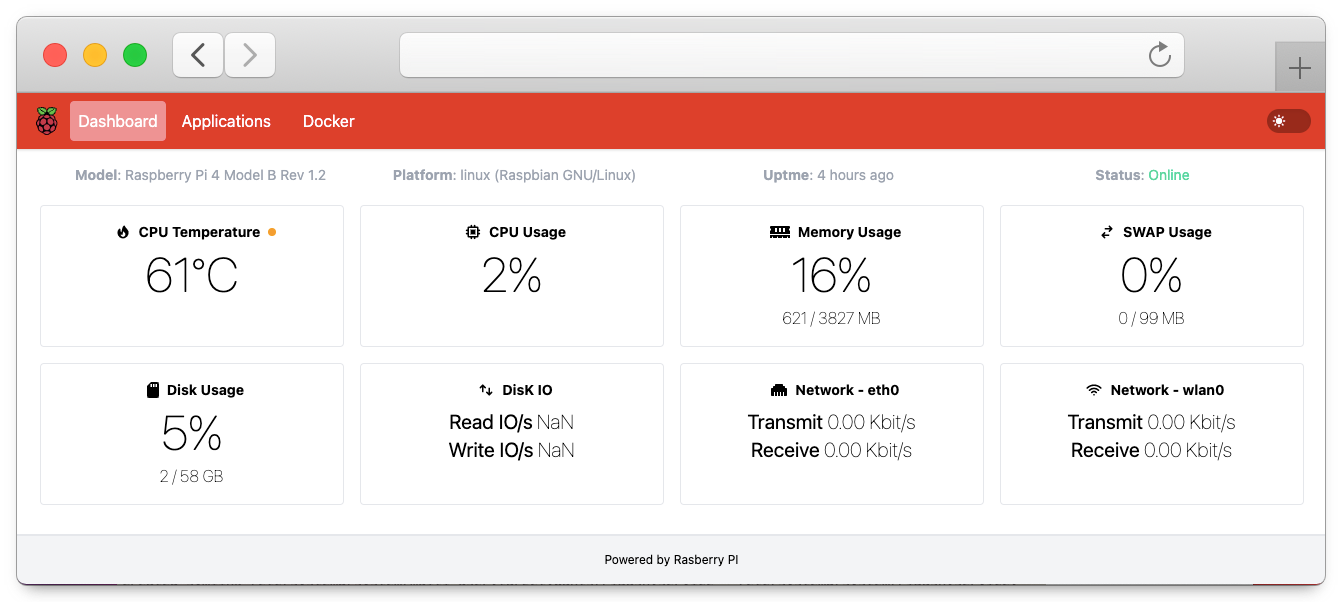 Dashboard Applications Docker
Model: Raspberry Pi 4 Model B Rev 1.2 Platform: linux (Raspbian GNU/Linux) Uptme: 4 hours ago Status: Online
CPU Temperature
61°C
CPU Usage
2%
Memory Usage
16%
621 / 3827 MB
SWAP Usage
0%
0 / 99 MB
Disk Usage
5%
2 / 58 GB
DisK IO
Read IO/s NaN
Write IO/s NaN
Network - eth0
Transmit 0.00 Kbit/s
Receive 0.00 Kbit/s
Network - wlan0
Transmit 0.00 Kbit/s
Receive 0.00 Kbit/s
Powered by Rasberry PI